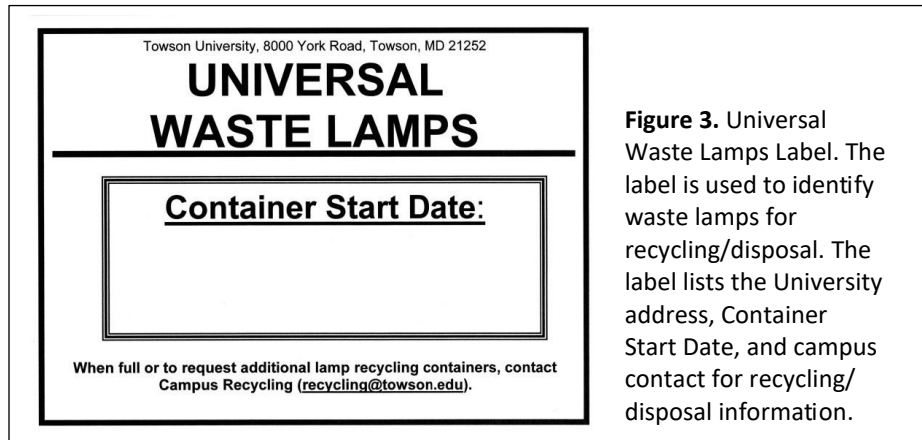 Towson University, 8000 York Road, Towson, MD 21252
UNIVERSAL
WASTE LAMPS
Container Start Date:
When full or to request additional lamp recycling containers, contact
Campus Recycling (recycling@towson.edu).
Figure 3. Universal
Waste Lamps Label. The
label is used to identify
waste lamps for
recycling/disposal. The
label lists the University
address, Container
Start Date, and campus
contact for recycling/
disposal information.